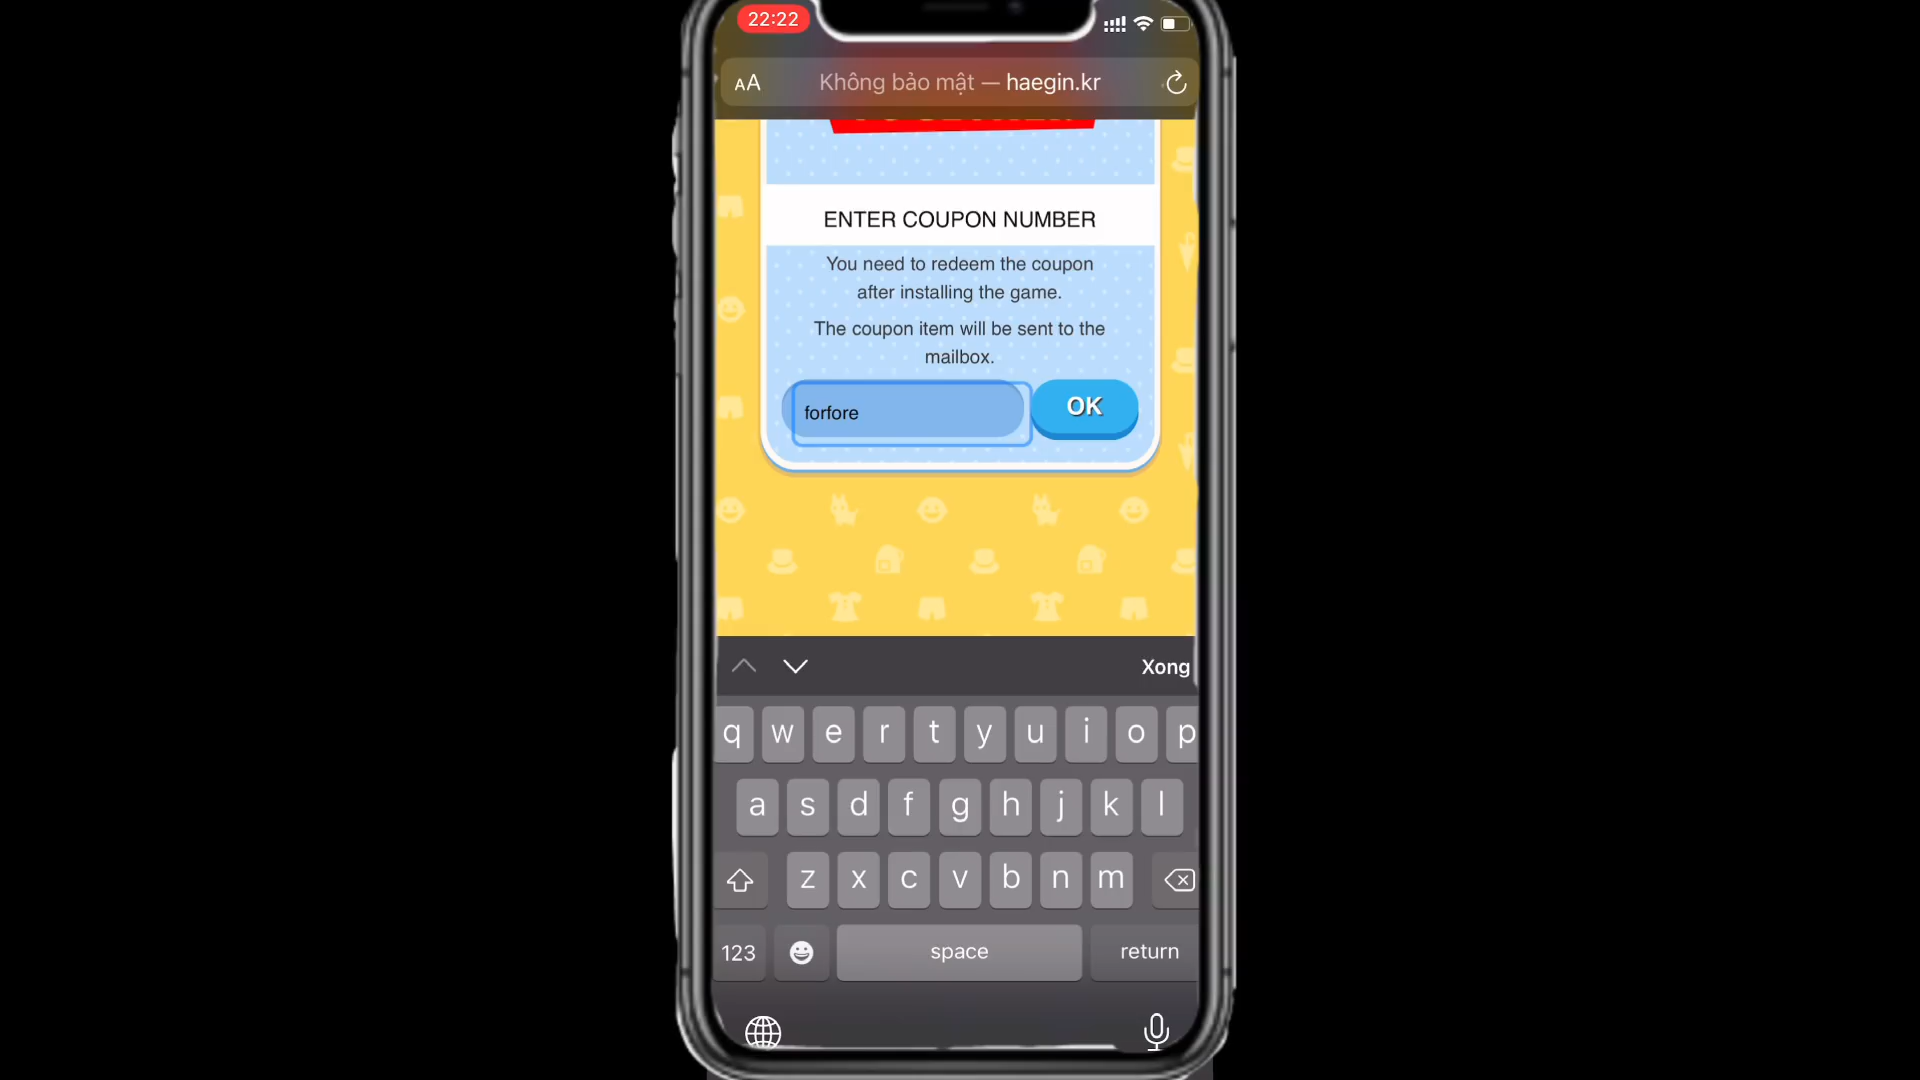 22:22
AA Không bảo mật — haegin.kr
ENTER COUPON NUMBER
You need to redeem the coupon
after installing the game.
The coupon item will be sent to the
mailbox.
forfore OK
Xong
q w e r t y u i o p
a s d f g h j k l
z x c v b n m
123 space return